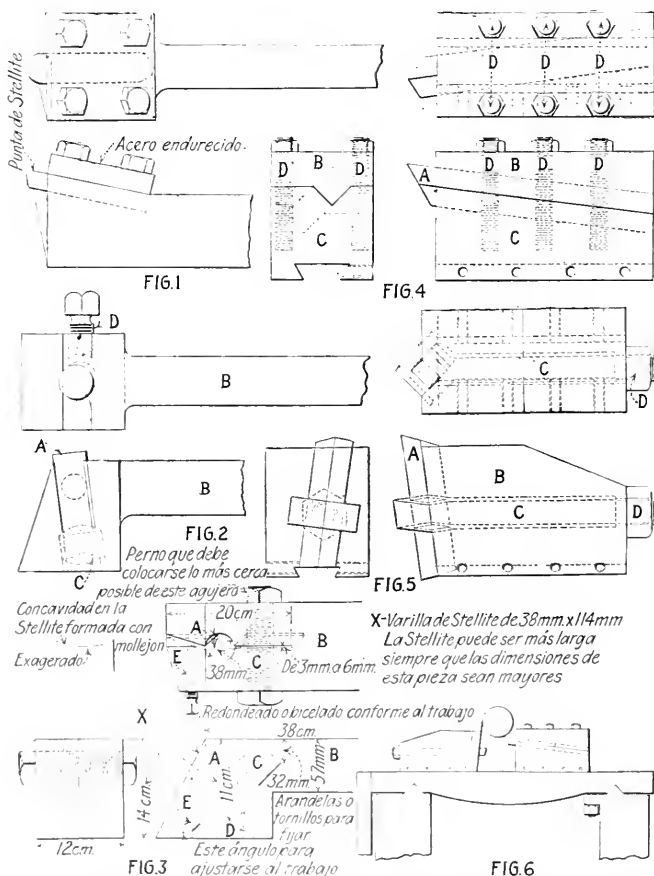 Punta de Stellite
Acero endurecido.
FIG.1
D B D
C
D D D
A D B D D
C
FIG.4
D
B
A
B
C
FIG.2
C
D
A
B
C
D
FIG.5
Perno que debe
colocarse lo más cerca
posible de este agujero
20cm.
Concavidad en la
Stellite formada con
mollejon
Exagerado
A
B
E
C
38mm.
De 3mm. a 6mm.
X-Varilla de Stellite de 38mm. x 114mm
La Stellite puede ser más larga
siempre que las dimensiones de
esta pieza sean mayores
Redondeado o bicelado conforme al trabajo
38cm.
X
A
C
B
57mm
32mm.
11cm.
14cm.
E
D
Arandelas o
tornillos para
fijar
12cm.
Este ángulo para
ajustarse al trabajo
FIG.3
FIG.6